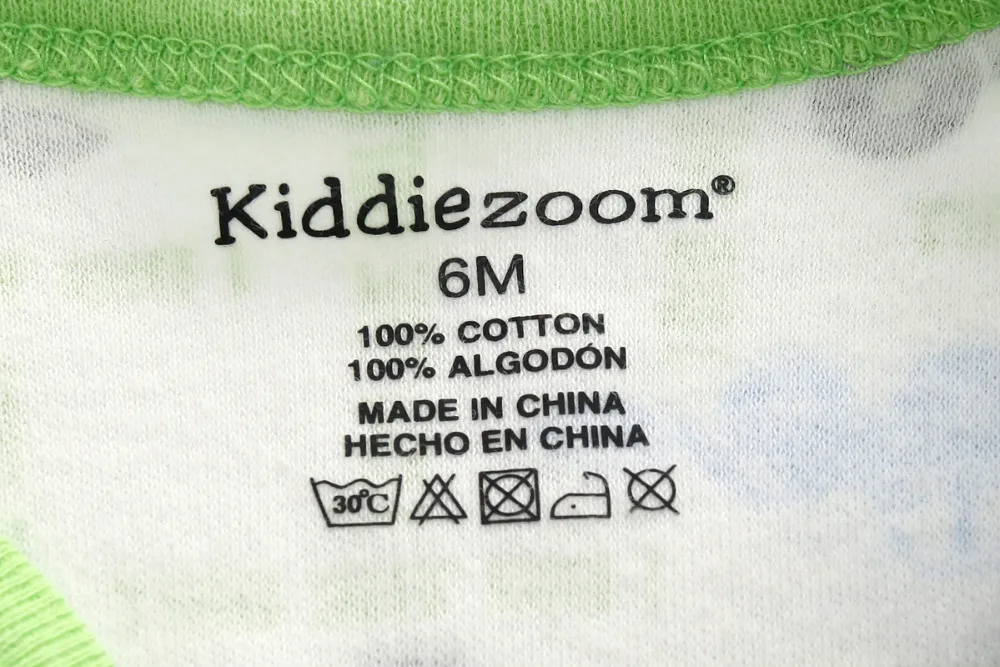 Kiddiezoom®
6M
100% COTTON
100% ALGODÓN
MADE IN CHINA
HECHO EN CHINA
30°C